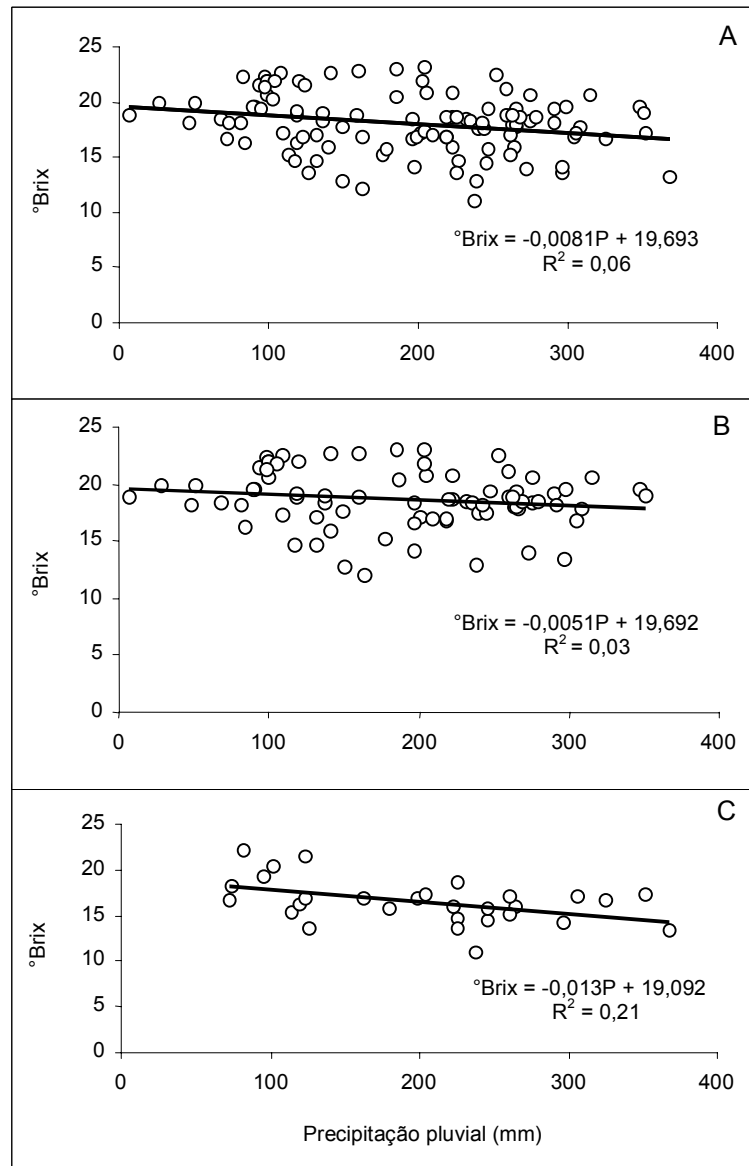 A
25
20
15
10
5
0
°Brix
°Brix = -0,0081P + 19,693
R² = 0,06
0 100 200 300 400
B
25
20
15
10
5
0
°Brix
°Brix = -0,0051P + 19,692
R² = 0,03
0 100 200 300 400
C
25
20
15
10
5
0
°Brix
°Brix = -0,013P + 19,092
R² = 0,21
0 100 200 300 400
Precipitação pluvial (mm)